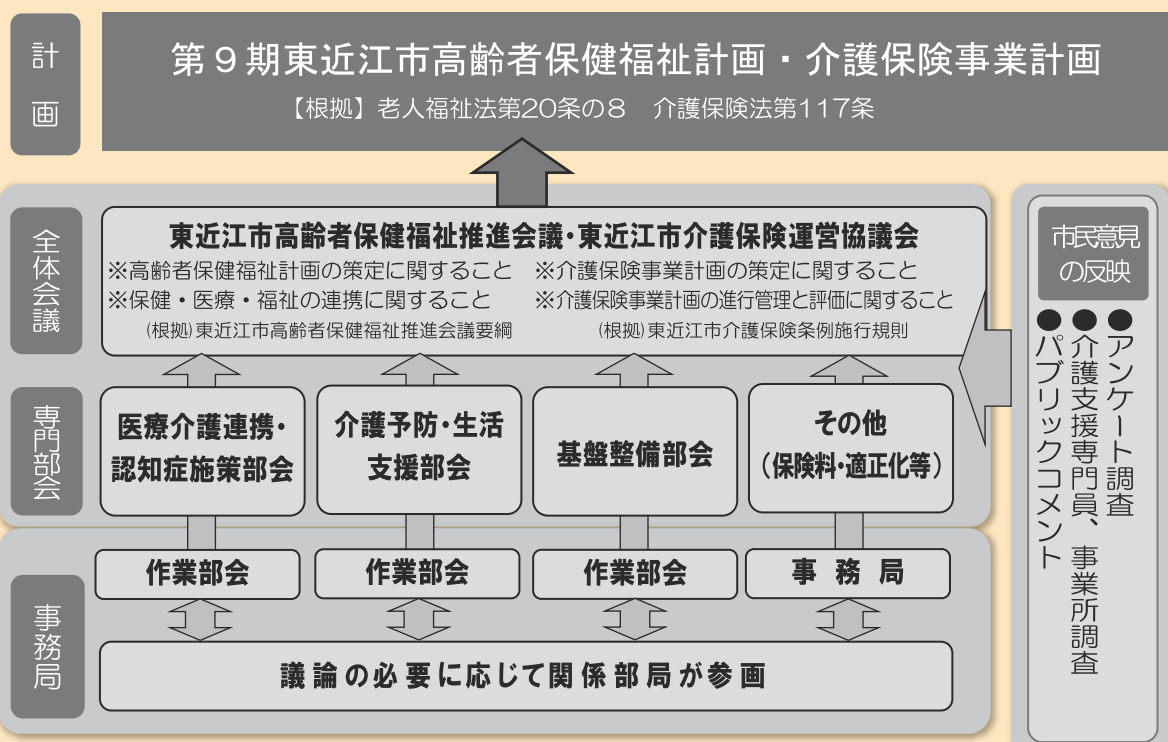 計画
第9期東近江市高齢者保健福祉計画・介護保険事業計画
【根拠】老人福祉法第20条の8　介護保険法第117条
全体会議
東近江市高齢者保健福祉推進会議・東近江市介護保険運営協議会
※高齢者保健福祉計画の策定に関すること　※介護保険事業計画の策定に関すること
※保健・医療・福祉の連携に関すること　※介護保険事業計画の進行管理と評価に関すること
(根拠)東近江市高齢者保健福祉推進会議要綱　(根拠)東近江市介護保険条例施行規則
専門部会
医療介護連携・
認知症施策部会
介護予防・生活
支援部会
基盤整備部会
その他
(保険料・適正化等)
事務局
作業部会
作業部会
作業部会
事務局
議論の必要に応じて関係部局が参画
市民意見
の反映
●アンケート調査
●介護支援専門員、事業所調査
●パブリックコメント